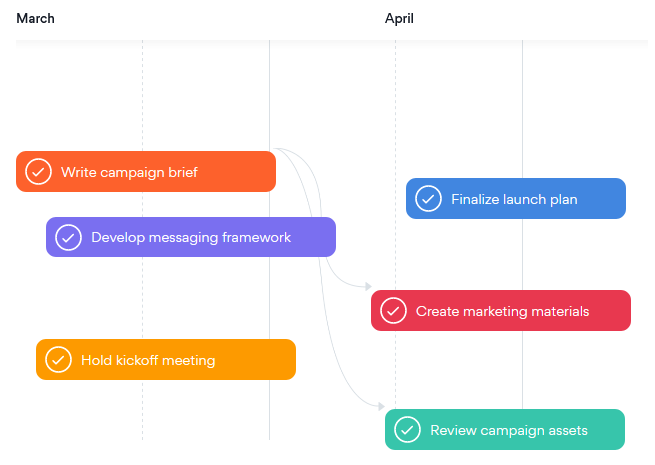 March
April
Write campaign brief
Finalize launch plan
Develop messaging framework
Create marketing materials
Hold kickoff meeting
Review campaign assets